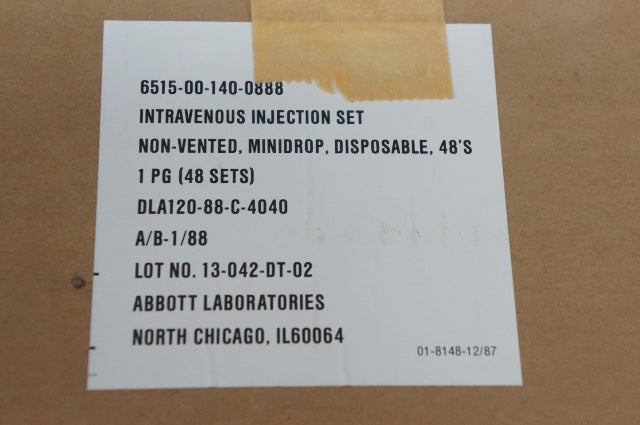 6515-00-140-0888
INTRAVENOUS INJECTION SET
NON-VENTED, MINIDROP, DISPOSABLE, 48'S
1 PG (48 SETS)
DLA120-88-C-4040
A/B-1/88
LOT NO. 13-042-DT-02
ABBOTT LABORATORIES
NORTH CHICAGO, IL60064
01-8148-12/87